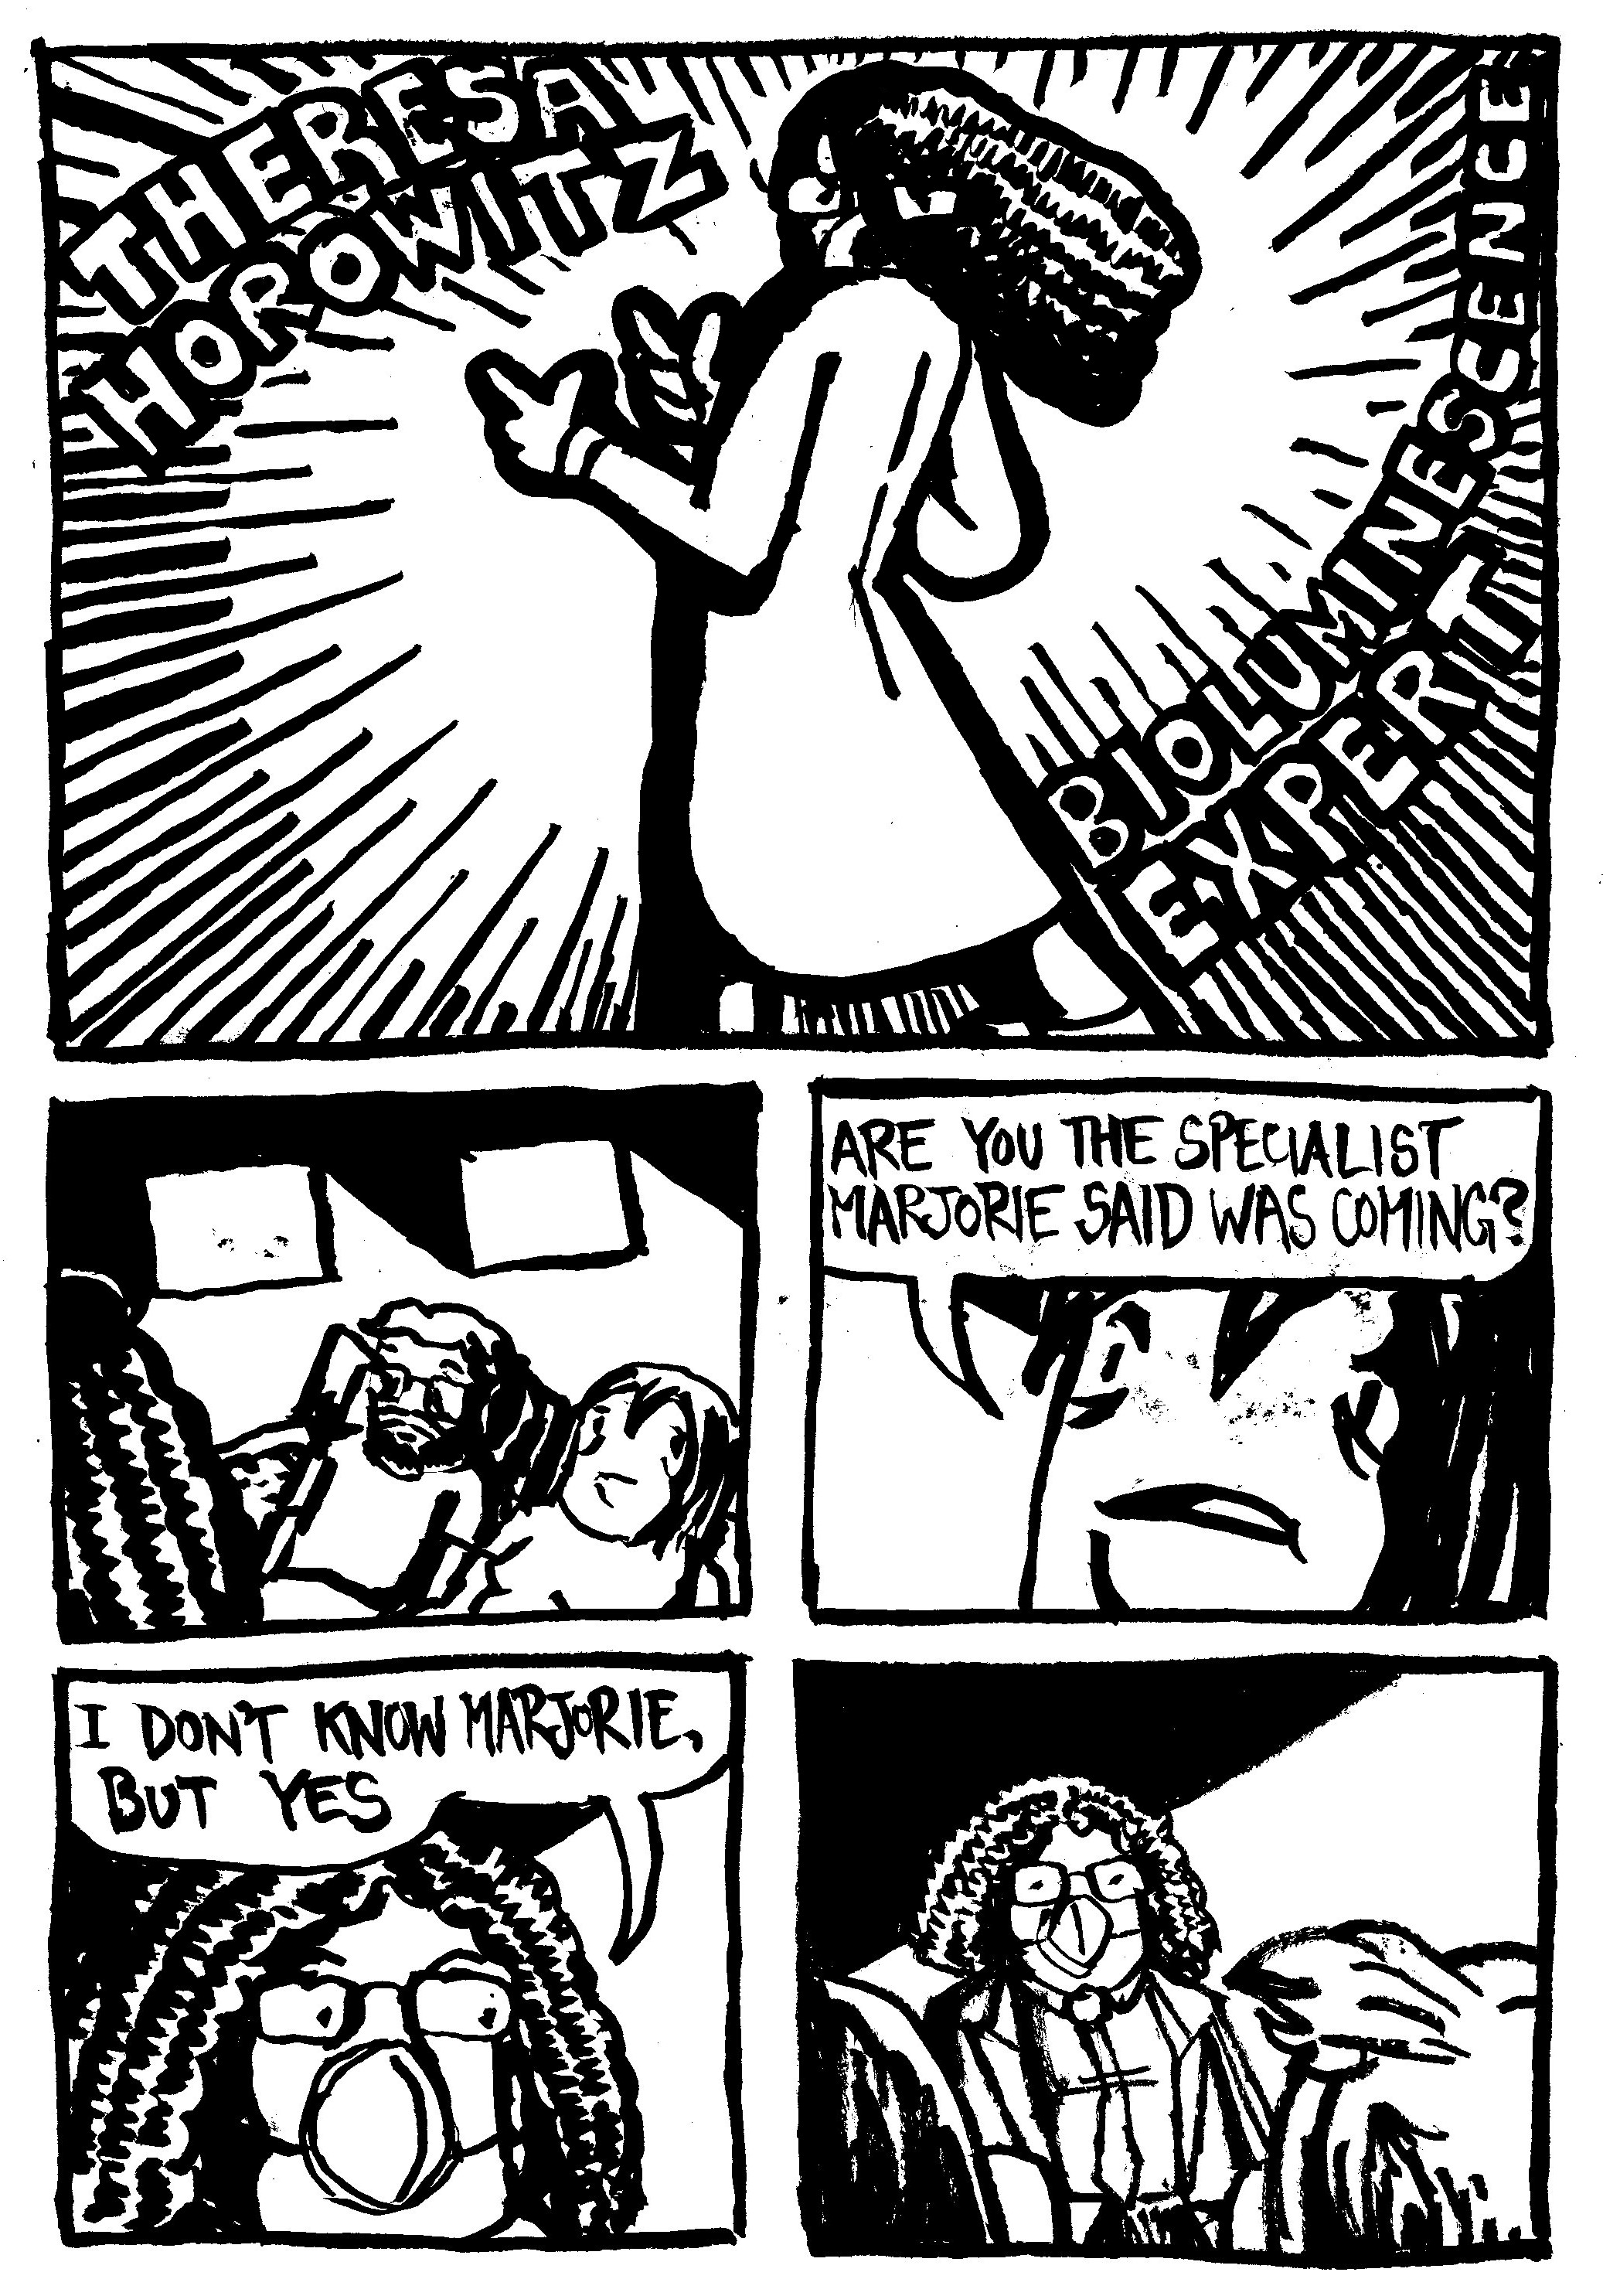 THERESA
HOROWITZ
BIOLUMINESCENCE
EXPERT
ARE YOU THE SPECIALIST
MARJORIE SAID WAS COMING?
I DON'T KNOW MARJORIE,
BUT YES